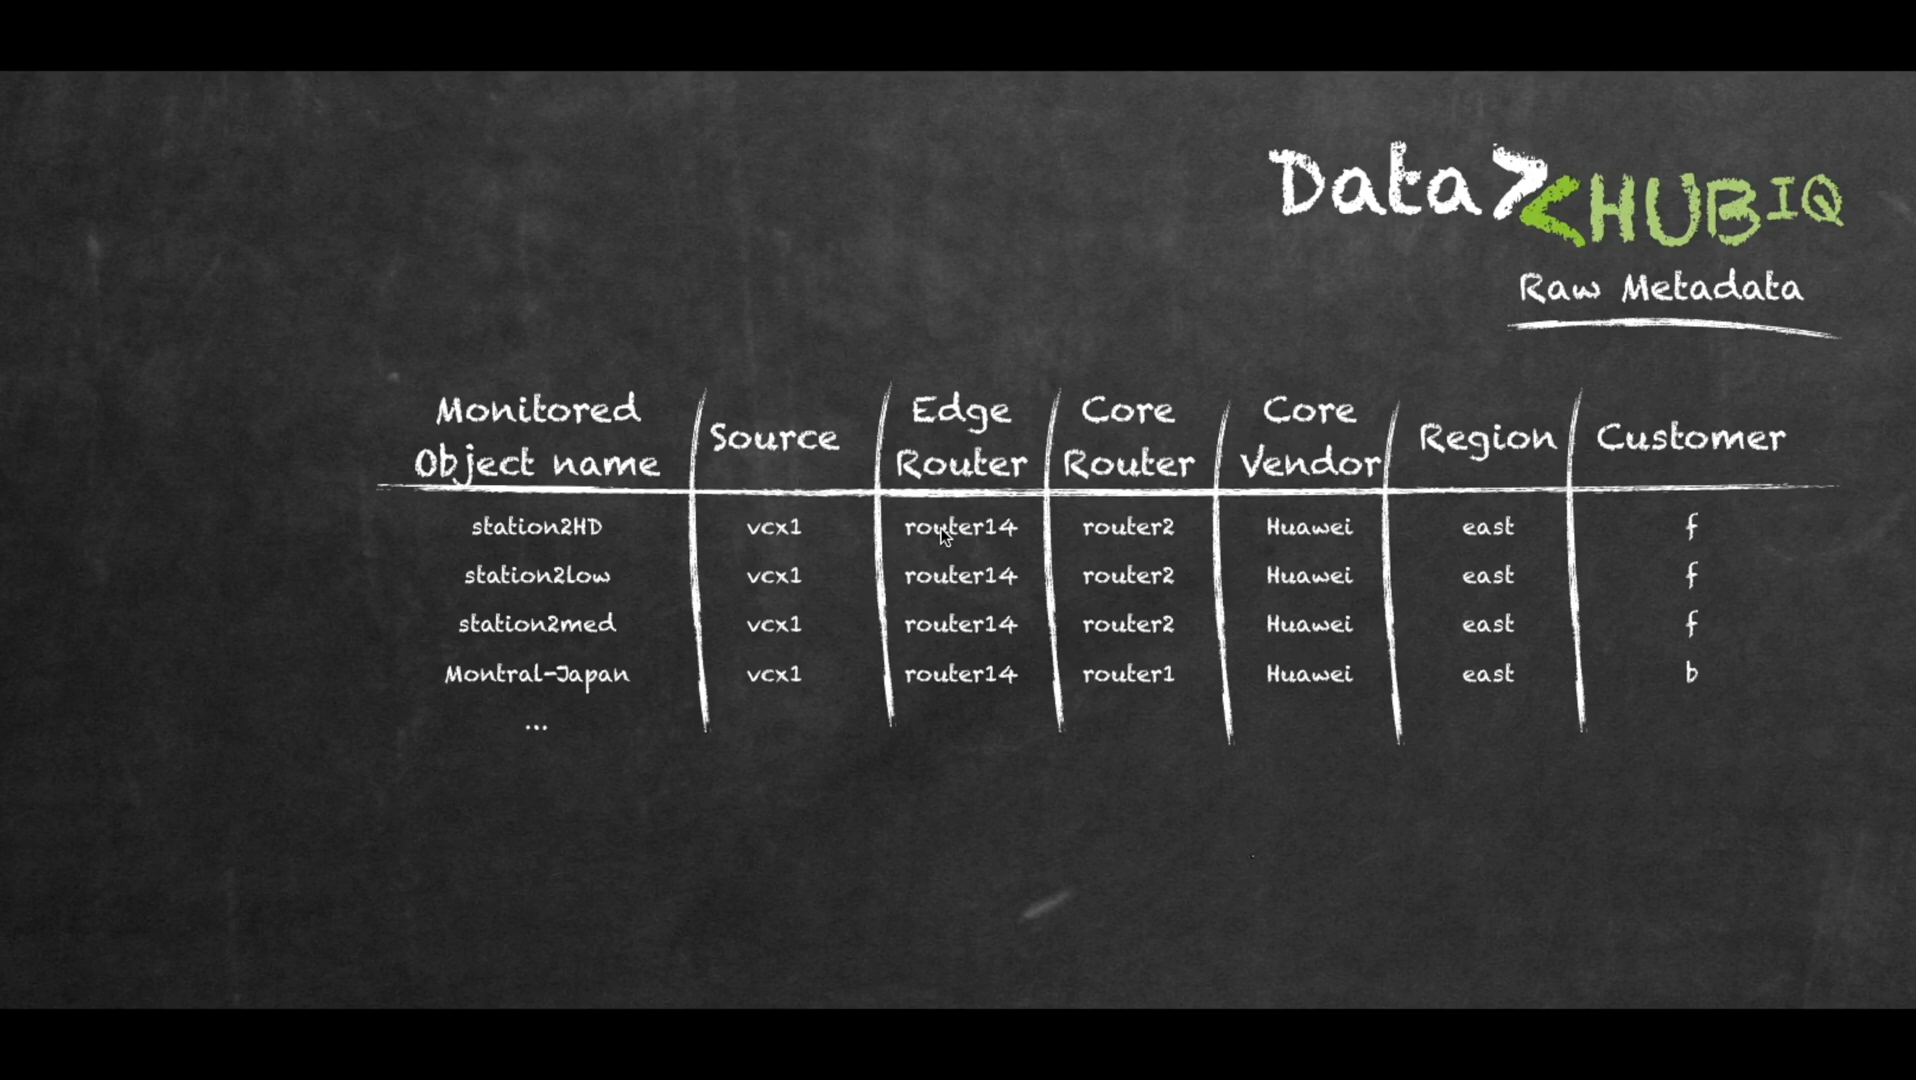 Data><HUBIQ
Raw Metadata
Monitored Object name Source Edge Router Core Router Core Vendor Region Customer
station2HD vcx1 router14 router2 Huawei east f
station2low vcx1 router14 router2 Huawei east f
station2med vcx1 router14 router2 Huawei east f
Montral-Japan vcx1 router14 router1 Huawei east b
...